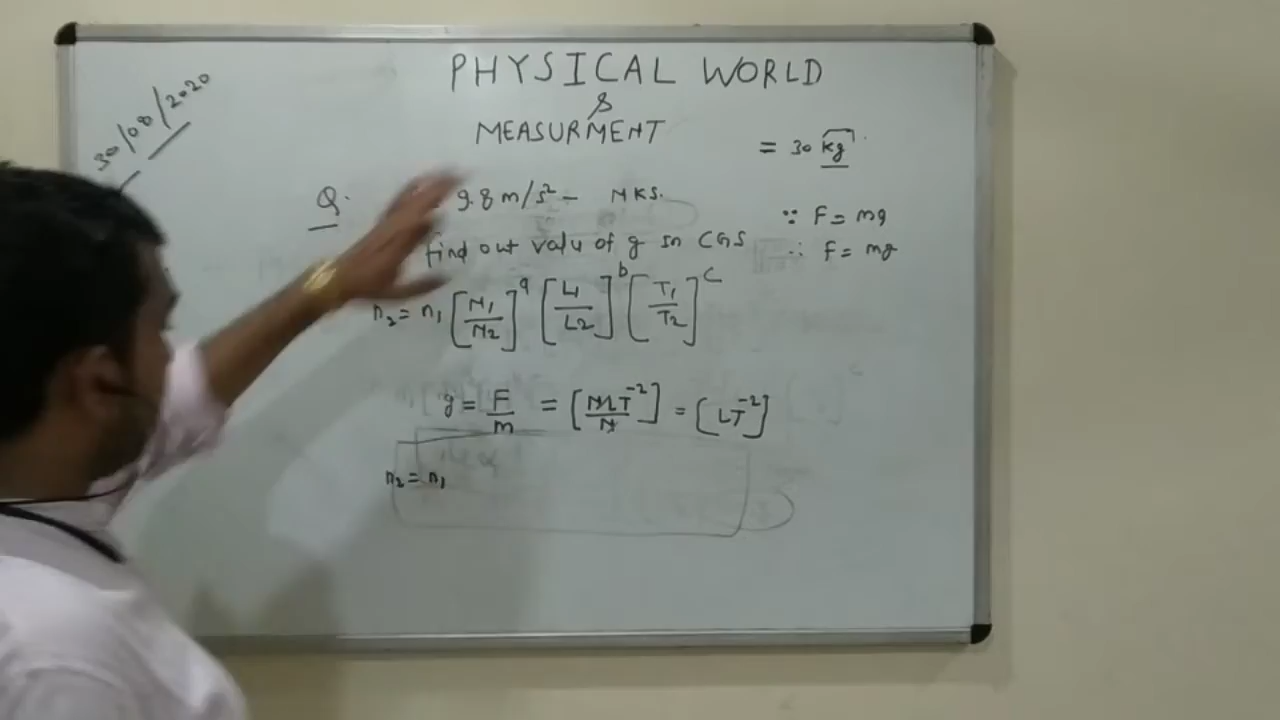 PHYSICAL WORLD
&
MEASURMENT
30/08/2020
= 30 kg
Q. 9.8 m/s² – MKS.
find out value of g in CGS
∵ F = mg
∴ F = mg
n₂ = n₁ [M₁/M₂]ᵃ [L₁/L₂]ᵇ [T₁/T₂]ᶜ
g = F/m = [MLT⁻²/M] = [LT⁻²]
n₂ = n₁